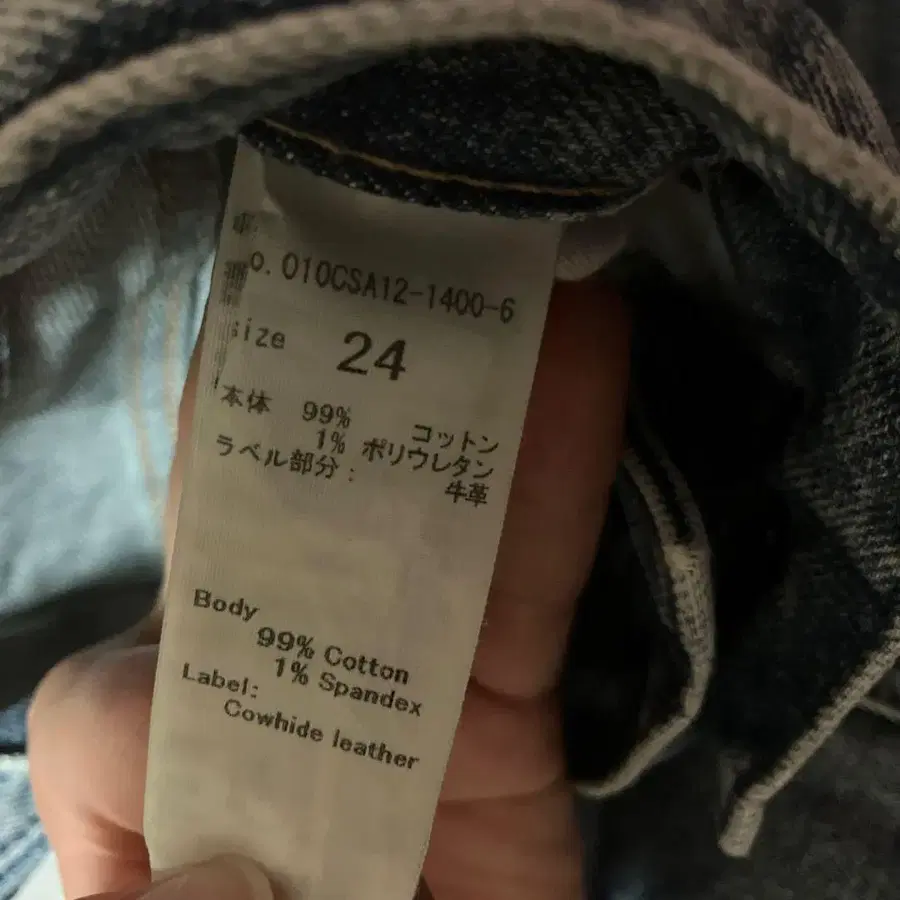 o. 010CSA12-1400-6
size 24
本体 99% コットン
1% ポリウレタン
ラベル部分:
牛革
Body
99% Cotton
1% Spandex
Label:
Cowhide leather